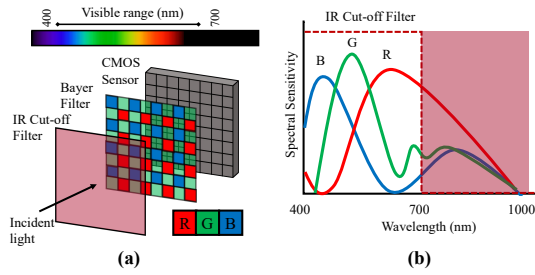 Visible range (nm)
400
700
CMOS
Sensor
Bayer
Filter
IR Cut-off
Filter
Incident
light
R G B
(a)
IR Cut-off Filter
B
G
R
Spectral Sensitivity
400
700
1000
Wavelength (nm)
(b)